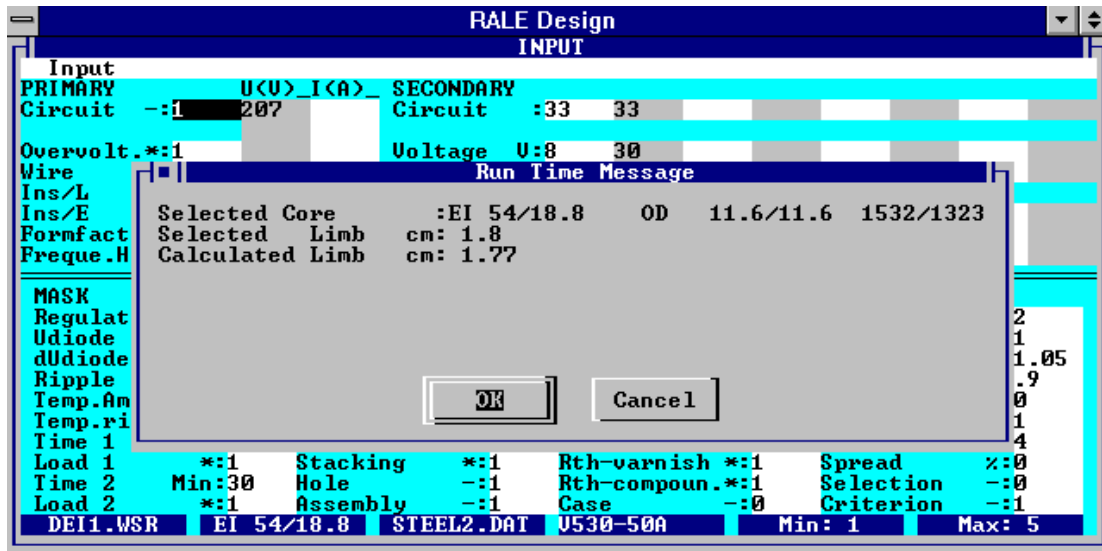 RALE Design
INPUT
Input
PRIMARY U(V)_I(A)_ SECONDARY
Circuit -:1 207 Circuit :33 33
Overvolt.*:1 Voltage V:8 30
Wire
Run Time Message
Ins/L
Ins/E
Selected Core :EI 54/18.8 OD 11.6/11.6 1532/1323
Formfact
Selected Limb cm: 1.8
Freque.H
Calculated Limb cm: 1.77
MASK
Regulat 2
Udiode 1
dUdiode 1.05
Ripple .9
Temp.Am 0
OK Cancel
Temp.ri 1
Time 1 4
Load 1 *:1 Stacking *:1 Rth-varnish *:1 Spread %:0
Time 2 Min:30 Hole -:1 Rth-compoun.*:1 Selection -:0
Load 2 *:1 Assembly -:1 Case -:0 Criterion -:1
DEI1.WSR EI 54/18.8 STEEL2.DAT V530-50A Min: 1 Max: 5